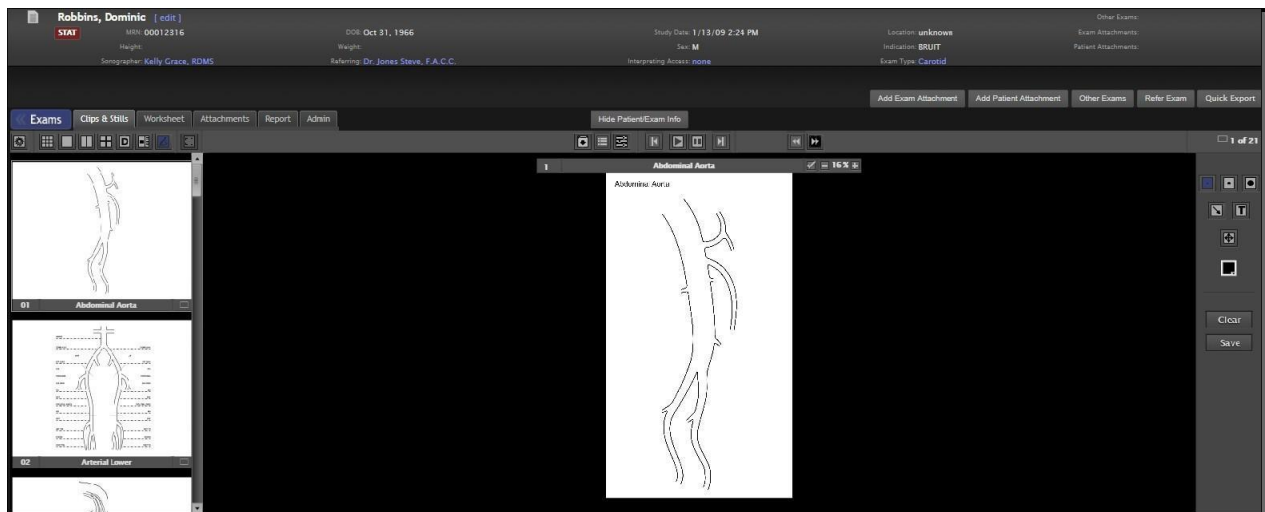 Robbins, Dominic [ edit ]
Other Exams:
STAT MRN: 00012316 DOB: Oct 31, 1966 Study Date: 1/13/09 2:24 PM Location: unknown Exam Attachments:
Height: Weight: Sex: M Indication: BRUIT Patient Attachments:
Sonographer: Kelly Grace, RDMS Referring: Dr. Jones Steve, F.A.C.C. Interpreting Access: none Exam Type: Carotid
Add Exam Attachment Add Patient Attachment Other Exams Refer Exam Quick Export
Exams Clips & Stills Worksheet Attachments Report Admin Hide Patient/Exam Info
D 1 of 21
1 Abdominal Aorta 16%
Abdominal Aorta
T
01 Abdominal Aorta
Clear
Save
02 Arterial Lower